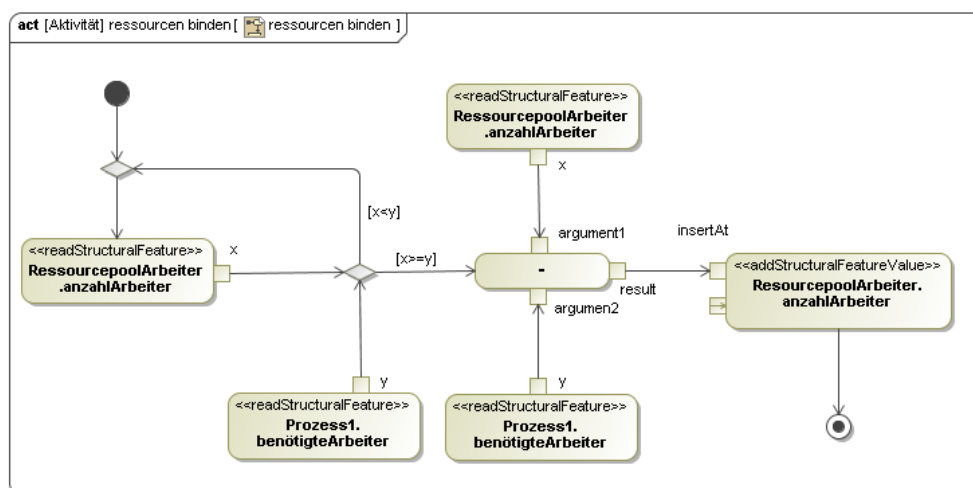 act [Aktivität] ressourcen binden [ ressourcen binden ]
<<readStructuralFeature>>
RessourcepoolArbeiter
.anzahlArbeiter
x
[x<y]
<<readStructuralFeature>>
RessourcepoolArbeiter
.anzahlArbeiter
x
[x>=y]
argument1
-
result
argumen2
insertAt
<<addStructuralFeatureValue>>
ResourcepoolArbeiter.
anzahlArbeiter
y
<<readStructuralFeature>>
Prozess1.
benötigteArbeiter
y
<<readStructuralFeature>>
Prozess1.
benötigteArbeiter